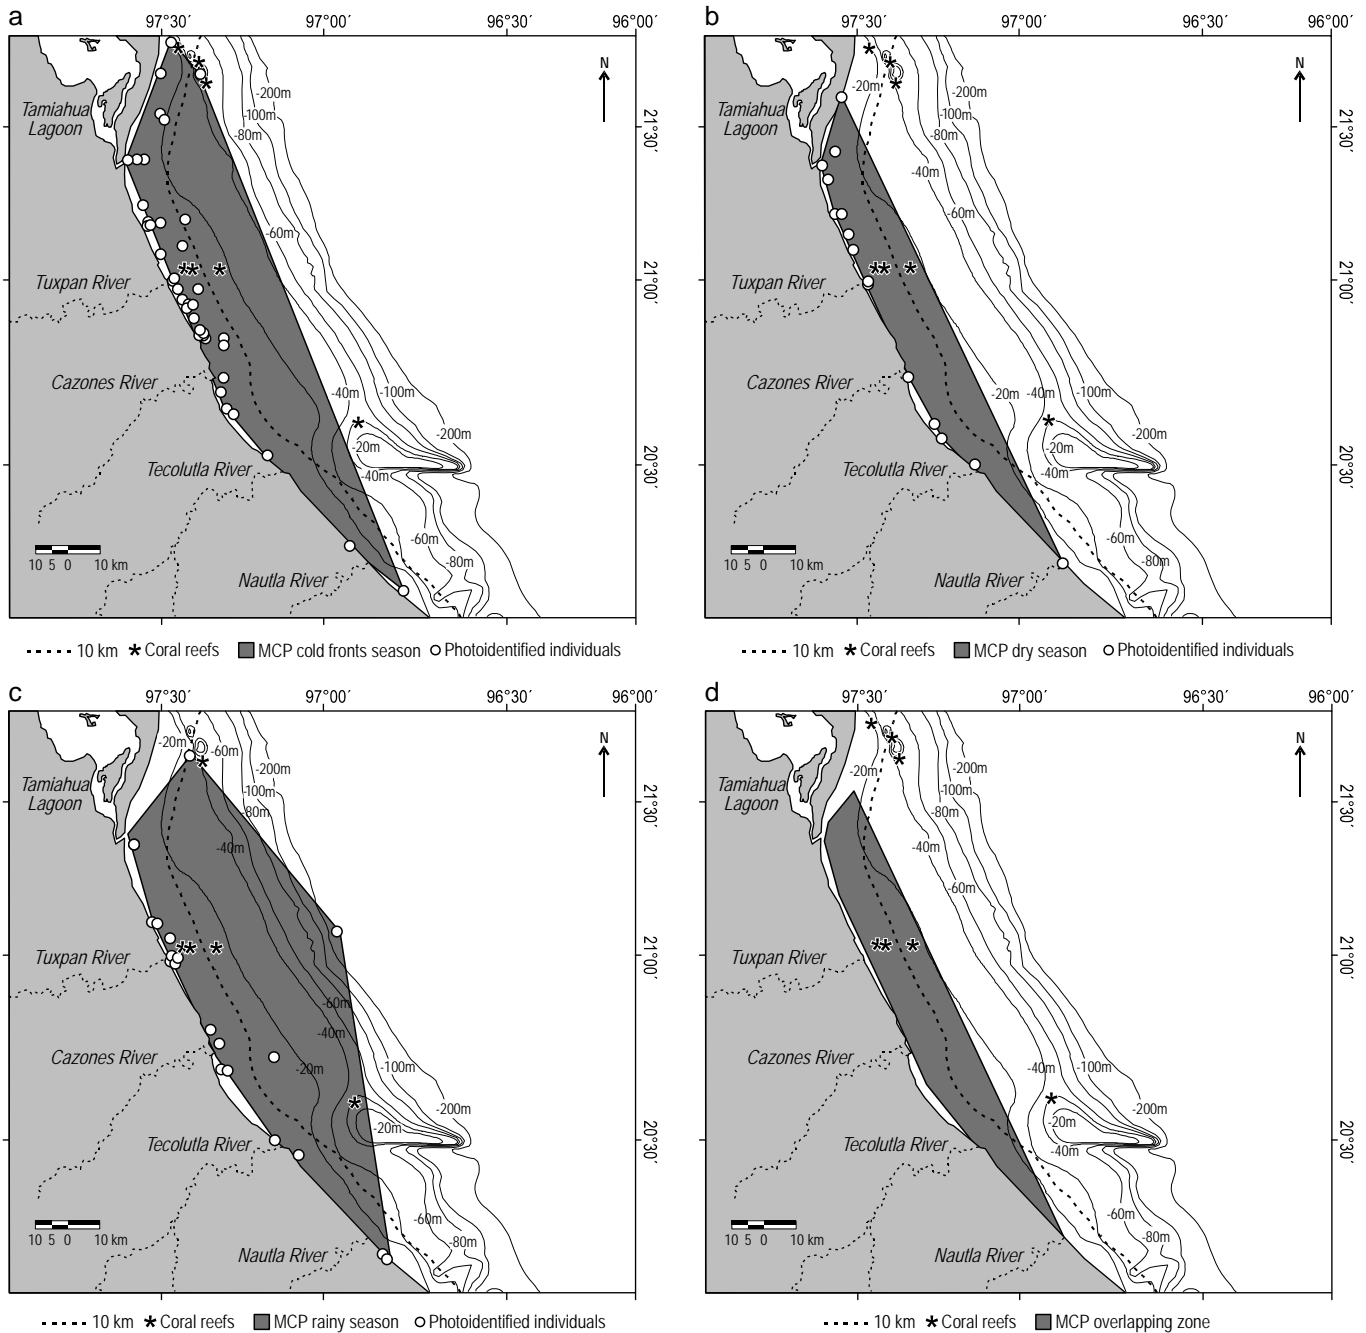 a
97°30′ 97°00′ 96°30′ 96°00′
N
-200m
-100m
-80m
Tamiahua
Lagoon
21°30′
-60m
Tuxpan River
21°00′
Cazones River
-40m
-100m
-200m
-20m
Tecolutla River
-40m
20°30′
-60m
10 5 0 10 km
-80m
Nautla River
10 km Coral reefs MCP cold fronts season Photoidentified individuals
b
97°30′ 97°00′ 96°30′ 96°00′
N
-20m
-200m
-100m
-80m
Tamiahua
Lagoon
21°30′
-40m
-60m
Tuxpan River
21°00′
Cazones River
-20m
-40m
-100m
-200m
-20m
Tecolutla River
-40m
20°30′
-60m
10 5 0 10 km
-80m
Nautla River
10 km Coral reefs MCP dry season Photoidentified individuals
c
97°30′ 97°00′ 96°30′ 96°00′
N
-20m
-60m
-200m
-100m
-80m
Tamiahua
Lagoon
21°30′
-40m
Tuxpan River
21°00′
-60m
-40m
Cazones River
-20m
-100m
-200m
-20m
Tecolutla River
20°30′
-60m
10 5 0 10 km
-80m
Nautla River
10 km Coral reefs MCP rainy season Photoidentified individuals
d
97°30′ 97°00′ 96°30′ 96°00′
N
-20m
-200m
-100m
-80m
Tamiahua
Lagoon
21°30′
-40m
-60m
Tuxpan River
21°00′
Cazones River
-40m
-100m
-200m
-20m
Tecolutla River
-40m
20°30′
-60m
10 5 0 10 km
-80m
Nautla River
10 km Coral reefs MCP overlapping zone